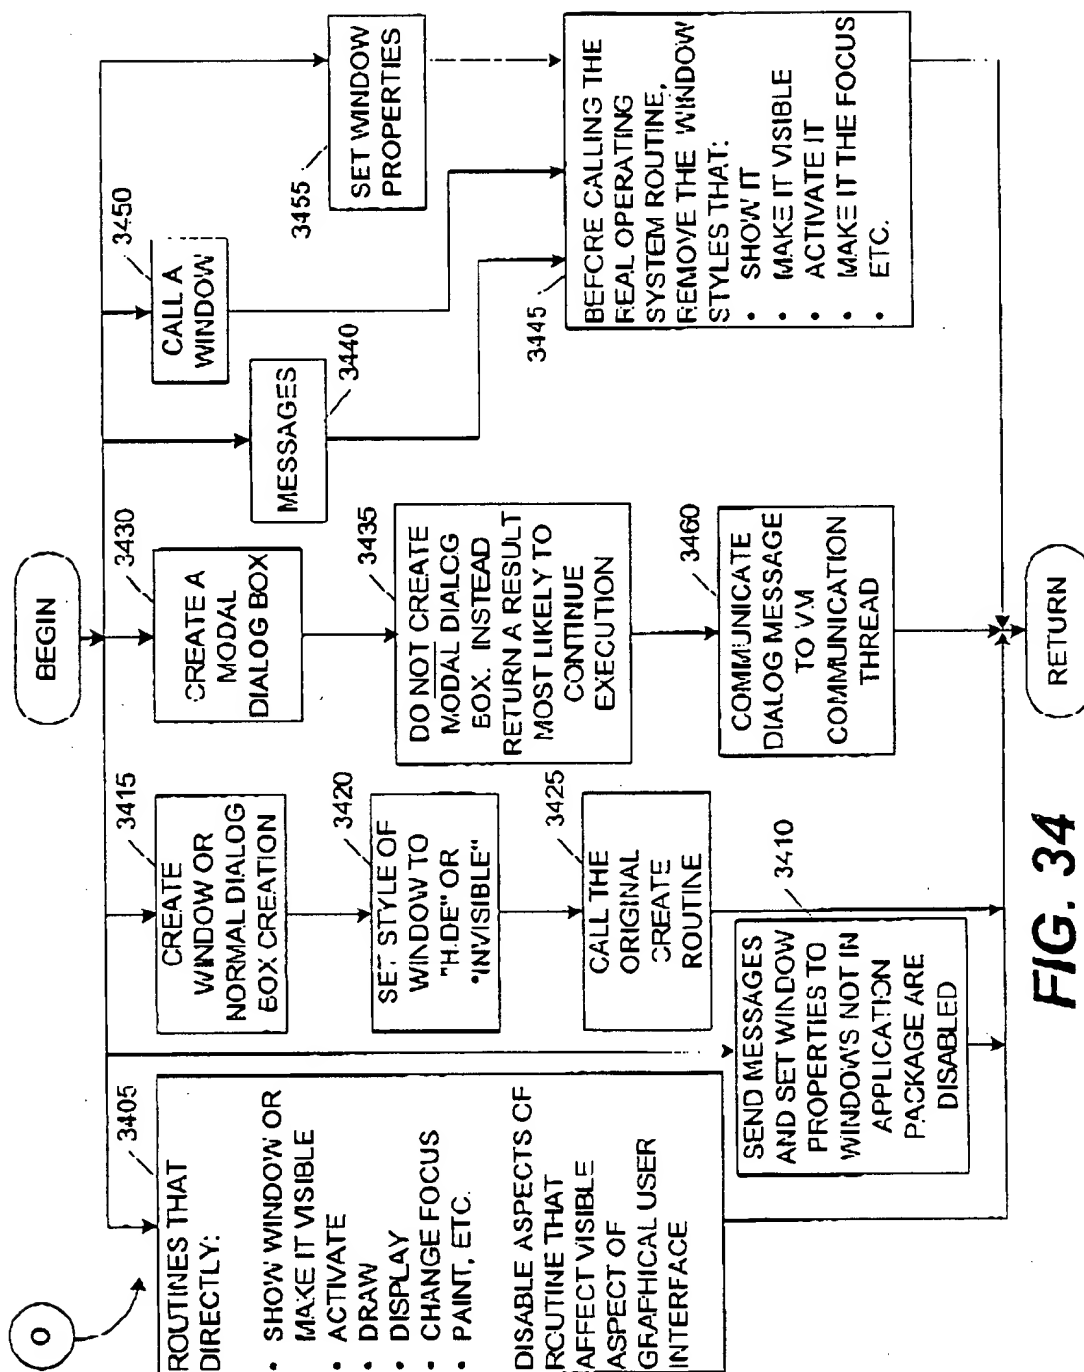 O
BEGIN
3405
ROUTINES THAT
DIRECTLY:
• SHOW WINDOW OR
MAKE IT VISIBLE
• ACTIVATE
• DRAW
• DISPLAY
• CHANGE FOCUS
• PAINT, ETC.
DISABLE ASPECTS OF
ROUTINE THAT
AFFECT VISIBLE
ASPECT OF
GRAPHICAL USER
INTERFACE
3410
SEND MESSAGES
AND SET WINDOW
PROPERTIES TO
WINDOWS NOT IN
APPLICATION
PACKAGE ARE
DISABLED
3415
CREATE
WINDOW OR
NORMAL DIALOG
BOX CREATION
3420
SET STYLE OF
WINDOW TO
"HIDE" OR
"INVISIBLE"
3425
CALL THE
ORIGINAL
CREATE
ROUTINE
3430
CREATE A
MODAL
DIALOG BOX
3435
DO NOT CREATE
MODAL DIALOG
BOX. INSTEAD
RETURN A RESULT
MOST LIKELY TO
CONTINUE
EXECUTION
3460
COMMUNICATE
DIALOG MESSAGE
TO VM
COMMUNICATION
THREAD
MESSAGES
3440
3450
CALL A
WINDOW
3455
SET WINDOW
PROPERTIES
3445
BEFORE CALLING THE
REAL OPERATING
SYSTEM ROUTINE,
REMOVE THE WINDOW
STYLES THAT:
• SHOW IT
• MAKE IT VISIBLE
• ACTIVATE IT
• MAKE IT THE FOCUS
• ETC.
RETURN
FIG. 34